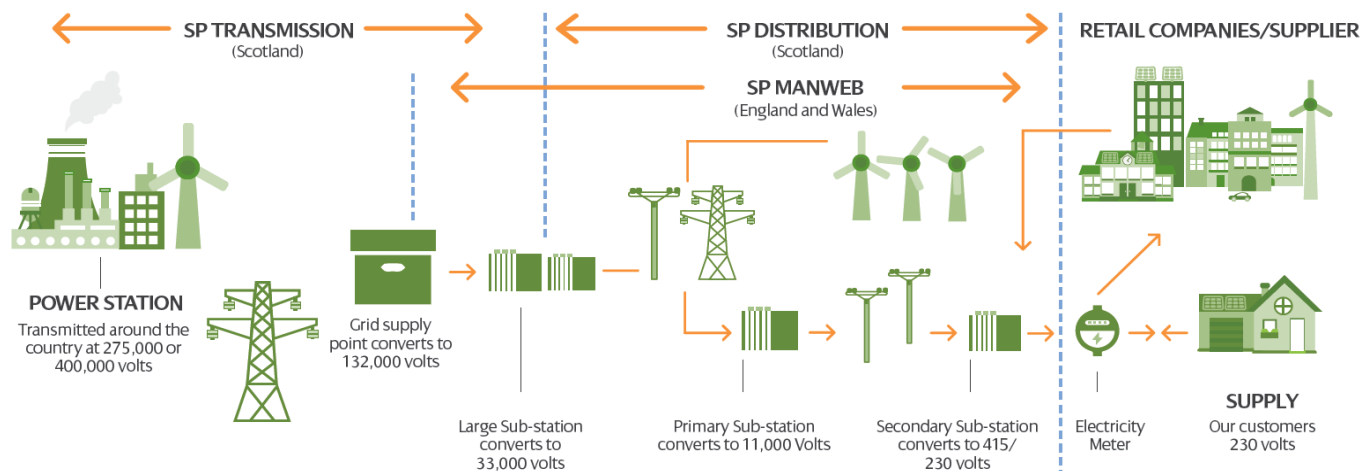 SP TRANSMISSION
(Scotland)
SP DISTRIBUTION
(Scotland)
RETAIL COMPANIES/SUPPLIER
SP MANWEB
(England and Wales)
POWER STATION
Transmitted around the
country at 275,000 or
400,000 volts
Grid supply
point converts to
132,000 volts
Large Sub-station
converts to
33,000 volts
Primary Sub-station
converts to 11,000 Volts
Secondary Sub-station
converts to 415/
230 volts
Electricity
Meter
SUPPLY
Our customers
230 volts